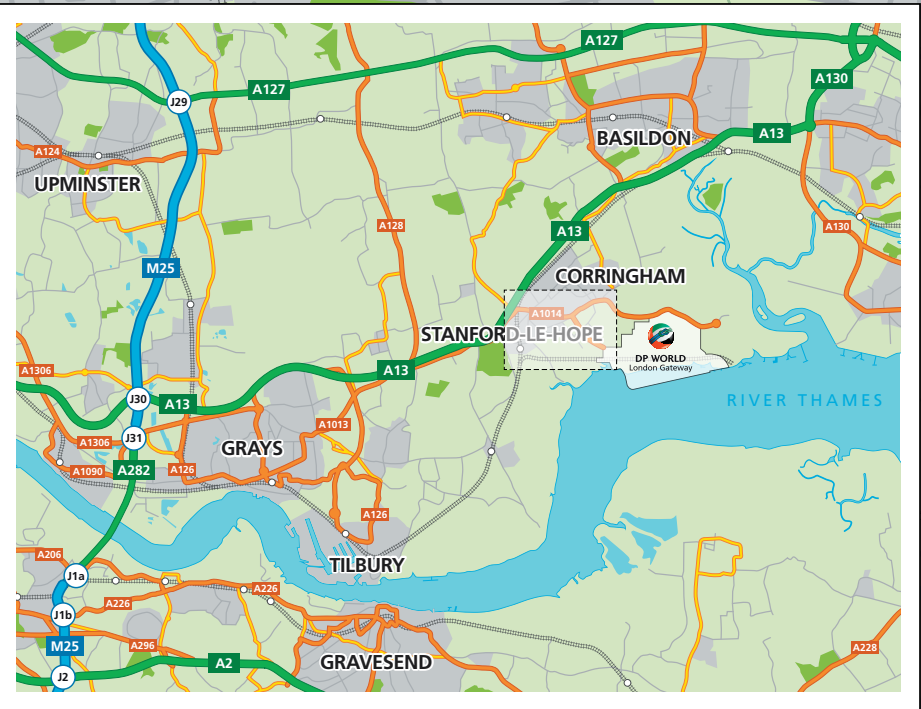 A127
A127
A130
J29
BASILDON
A13
A124
UPMINSTER
A128
A13
A130
M25
CORRINGHAM
A1014
STANFORD-LE-HOPE
DP WORLD
London Gateway
A1306
A13
J30
A13
RIVER THAMES
A1013
J31
A1306
GRAYS
A1090
A282
A126
A126
A206
TILBURY
J1a
A226
A226
J1b
M25
A296
A228
A2
GRAVESEND
J2